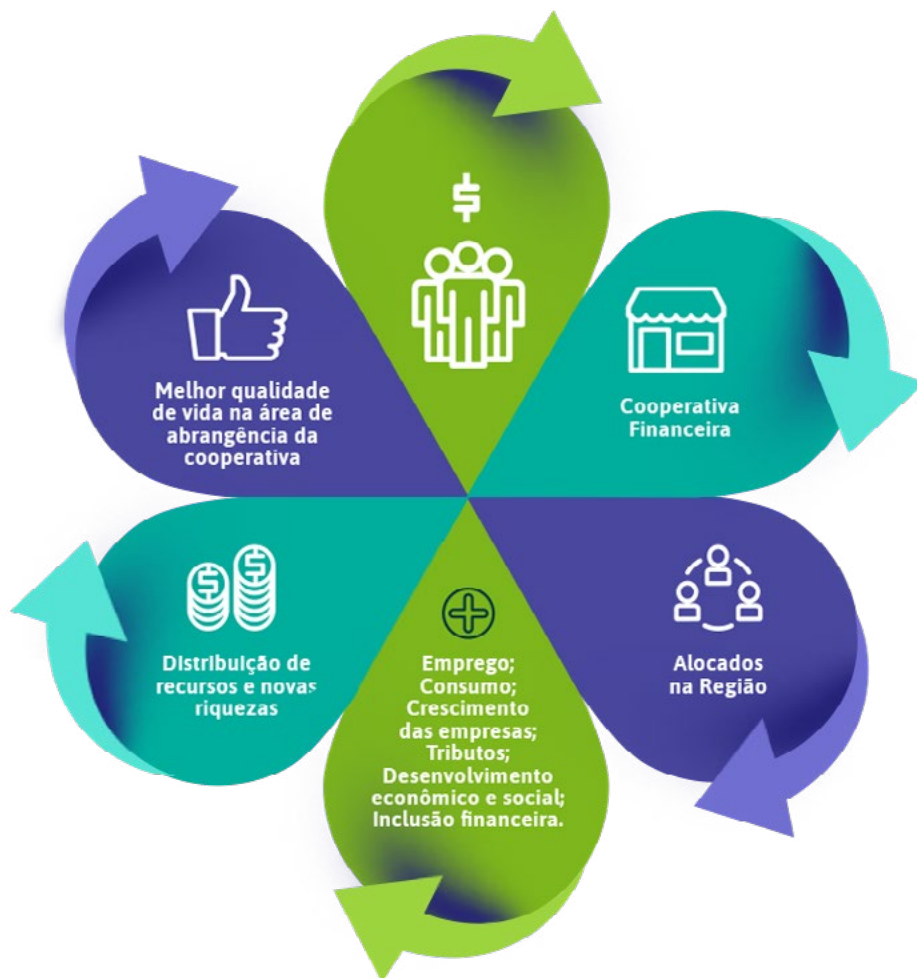 Cooperativa
Financeira
Alocados
na Região
Emprego;
Consumo;
Crescimento
das empresas;
Tributos;
Desenvolvimento
econômico e social;
Inclusão financeira.
Distribuição de
recursos e novas
riquezas
Melhor qualidade
de vida na área de
abrangência da
cooperativa